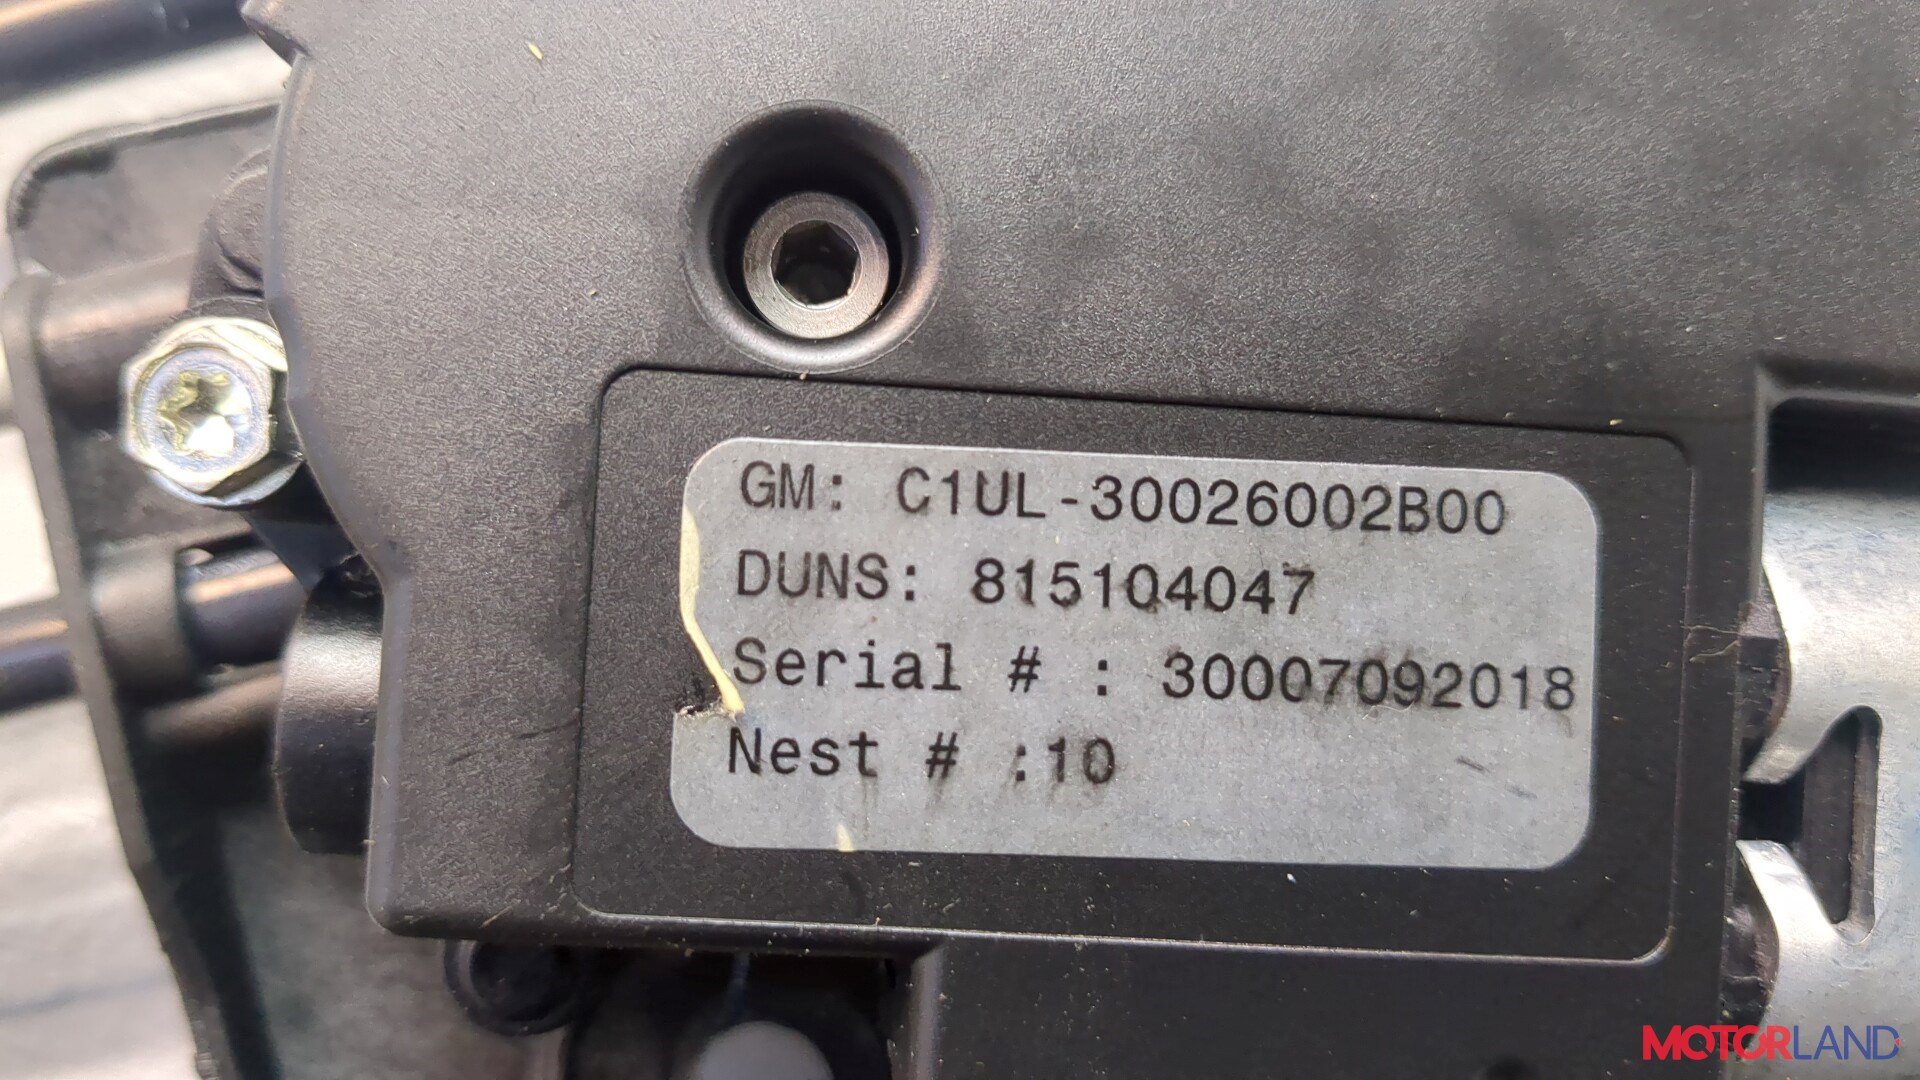 GM: C1UL-30026002B00
DUNS: 815104047
Serial # : 30007092018
Nest # :10
MOTORLAND